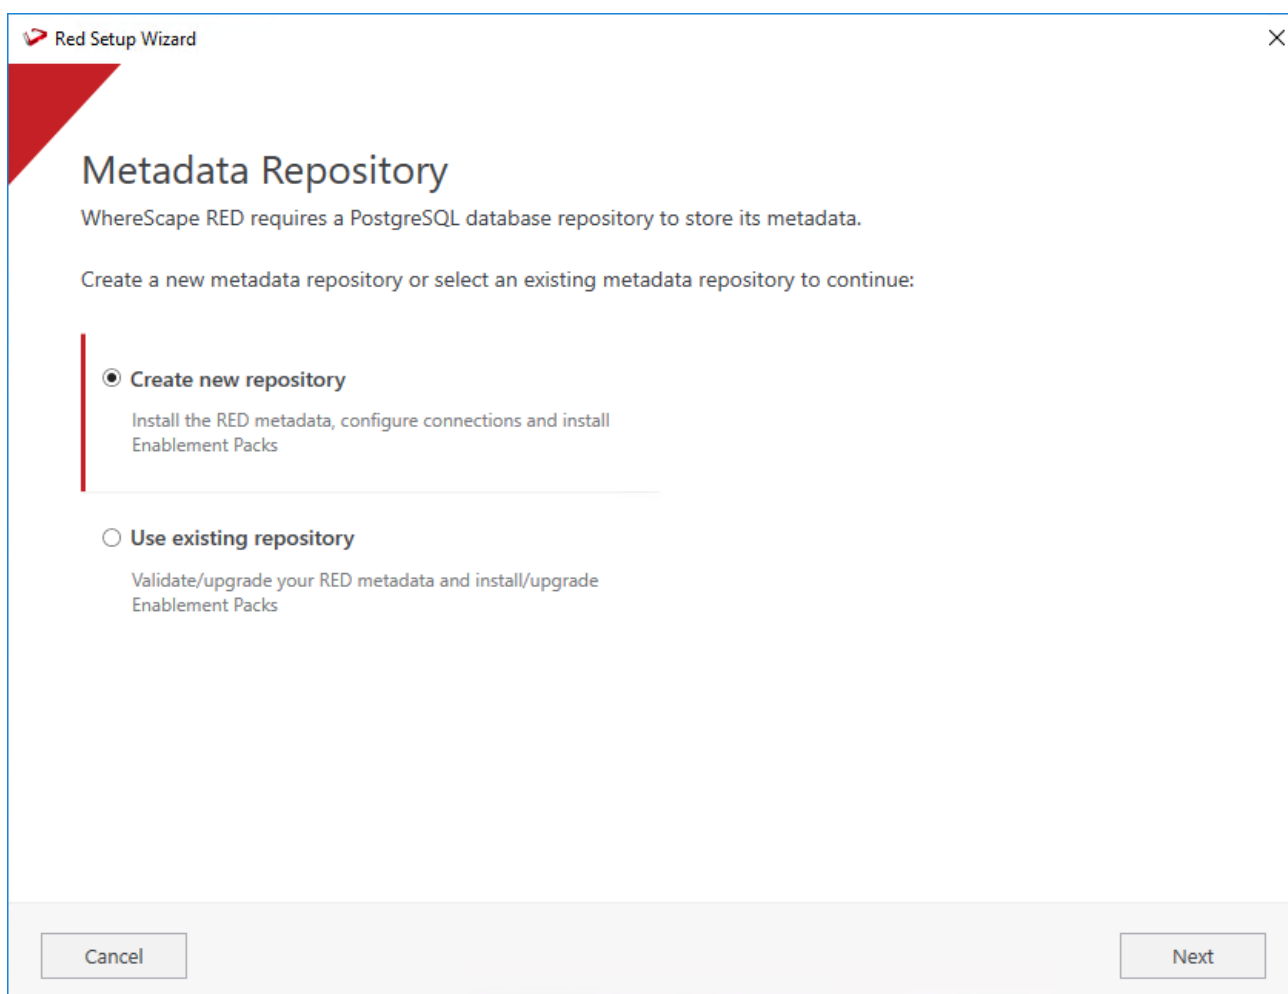 Red Setup Wizard
Metadata Repository
WhereScape RED requires a PostgreSQL database repository to store its metadata.
Create a new metadata repository or select an existing metadata repository to continue:
Create new repository
Install the RED metadata, configure connections and install
Enablement Packs
Use existing repository
Validate/upgrade your RED metadata and install/upgrade
Enablement Packs
Cancel
Next